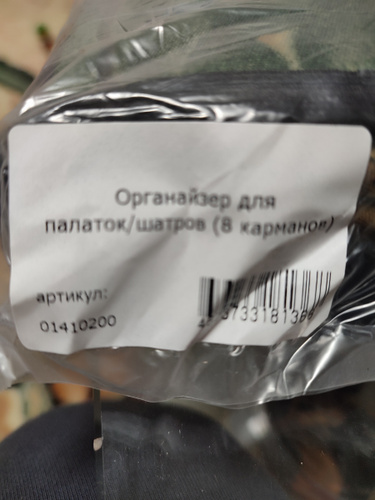 Органайзер для
палаток/шатров (8 карманов)
артикул:
01410200